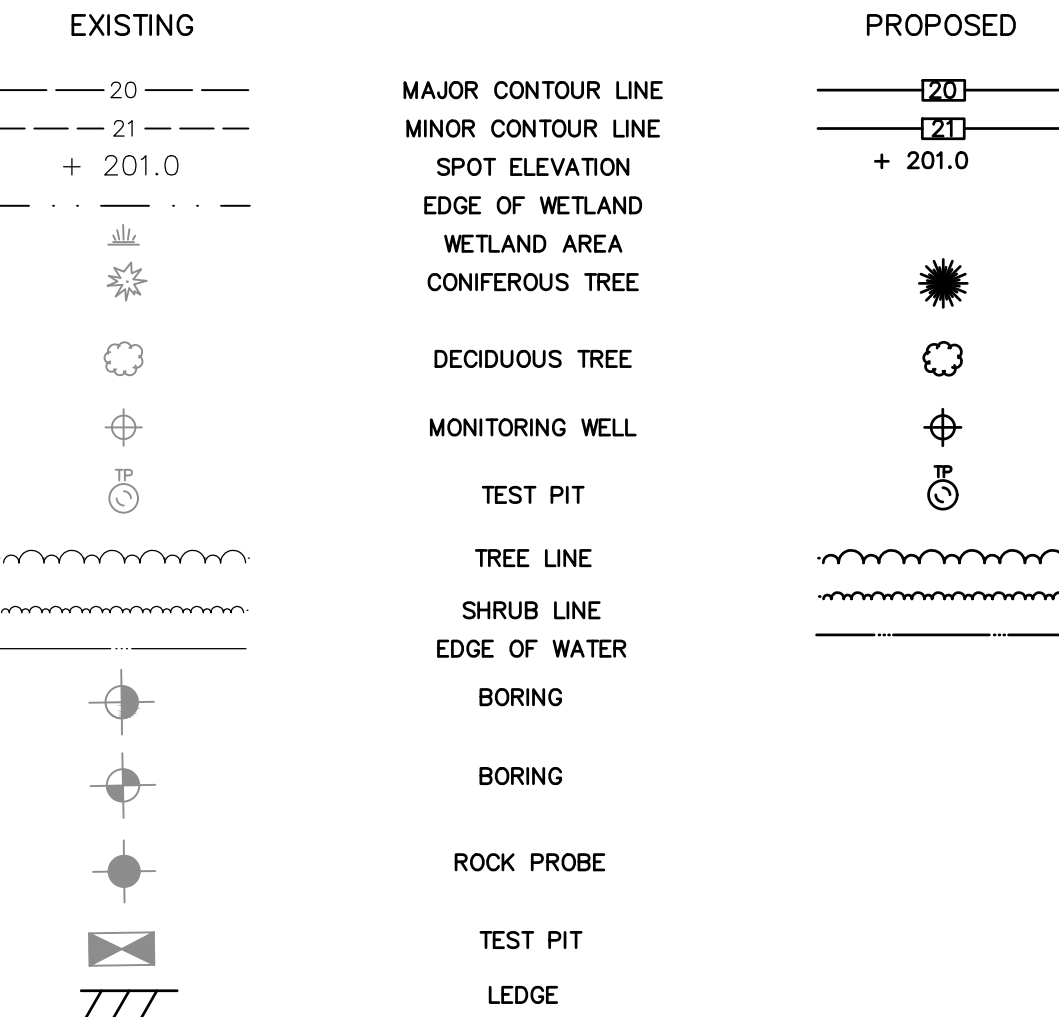 EXISTING PROPOSED
20 MAJOR CONTOUR LINE 20
21 MINOR CONTOUR LINE 21
+ 201.0 SPOT ELEVATION + 201.0
EDGE OF WETLAND
WETLAND AREA
CONIFEROUS TREE
DECIDUOUS TREE
MONITORING WELL
TP TP
TEST PIT
TREE LINE
SHRUB LINE
EDGE OF WATER
BORING
BORING
ROCK PROBE
TEST PIT
LEDGE